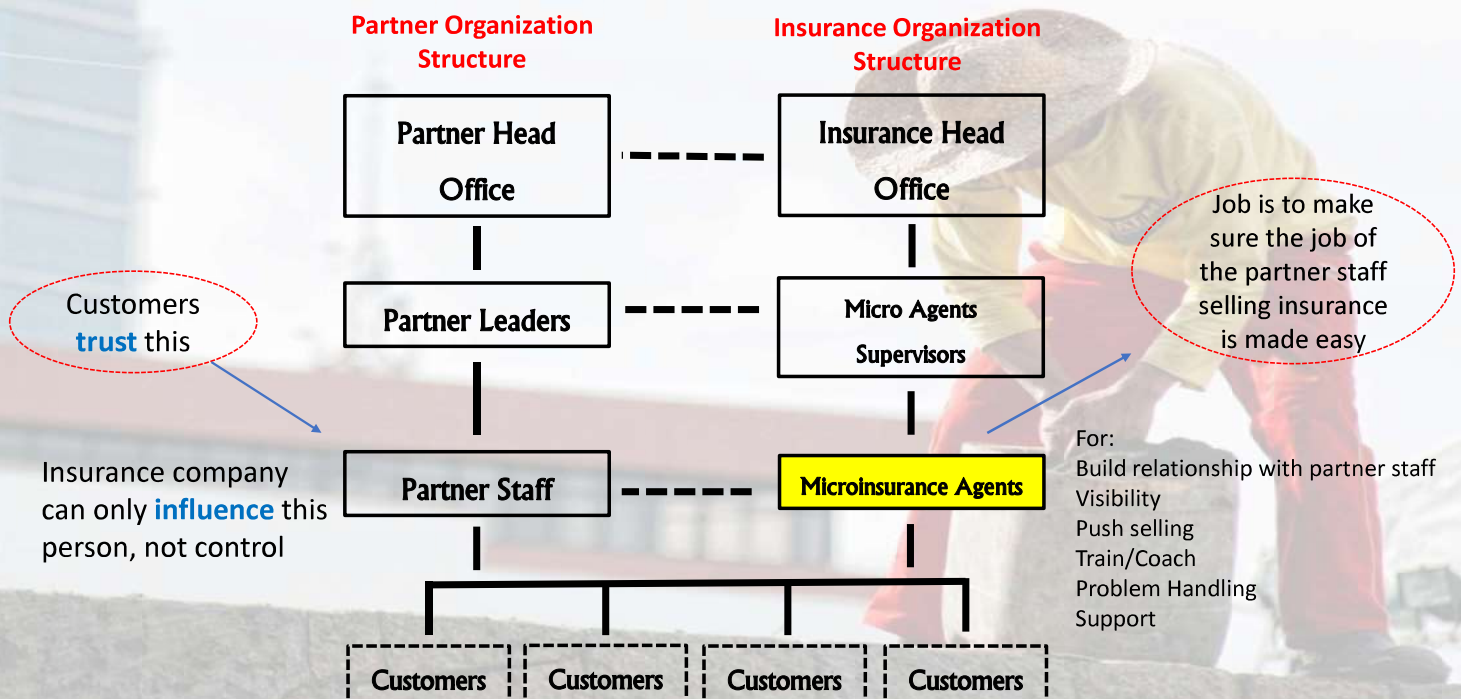 Partner Organization
Structure
Insurance Organization
Structure
Partner Head
Office
Insurance Head
Office
Job is to make
sure the job of
the partner staff
selling insurance
is made easy
Customers
trust this
Partner Leaders
Micro Agents
Supervisors
Insurance company
can only influence this
person, not control
Partner Staff
Microinsurance Agents
For:
Build relationship with partner staff
Visibility
Push selling
Train/Coach
Problem Handling
Support
Customers
Customers
Customers
Customers